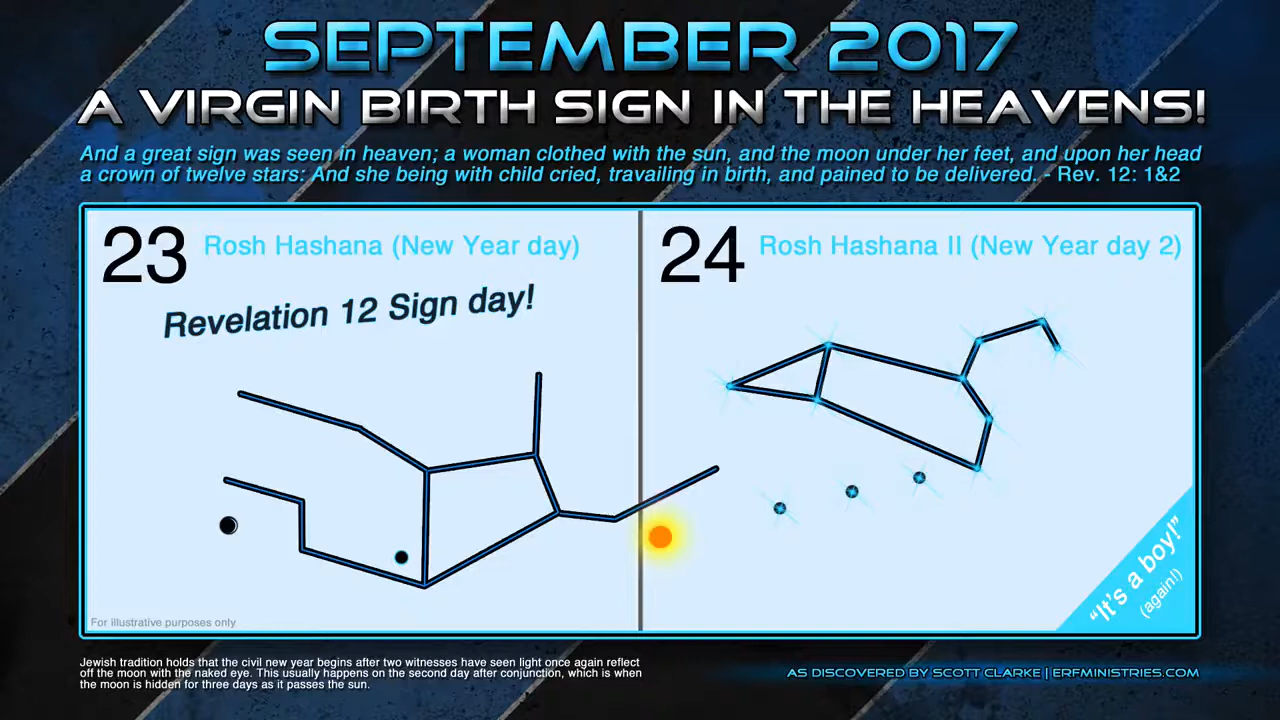 SEPTEMBER 2017
A VIRGIN BIRTH SIGN IN THE HEAVENS!
And a great sign was seen in heaven; a woman clothed with the sun, and the moon under her feet, and upon her head
a crown of twelve stars: And she being with child cried, travailing in birth, and pained to be delivered. - Rev. 12: 1&2
23 Rosh Hashana (New Year day)
Revelation 12 Sign day!
24 Rosh Hashana II (New Year day 2)
"It's a boy!"
(again!)
For illustrative purposes only
Jewish tradition holds that the civil new year begins after two witnesses have seen light once again reflect
off the moon with the naked eye. This usually happens on the second day after conjunction, which is when
the moon is hidden for three days as it passes the sun.
AS DISCOVERED BY SCOTT CLARKE | ERFMINISTRIES.COM